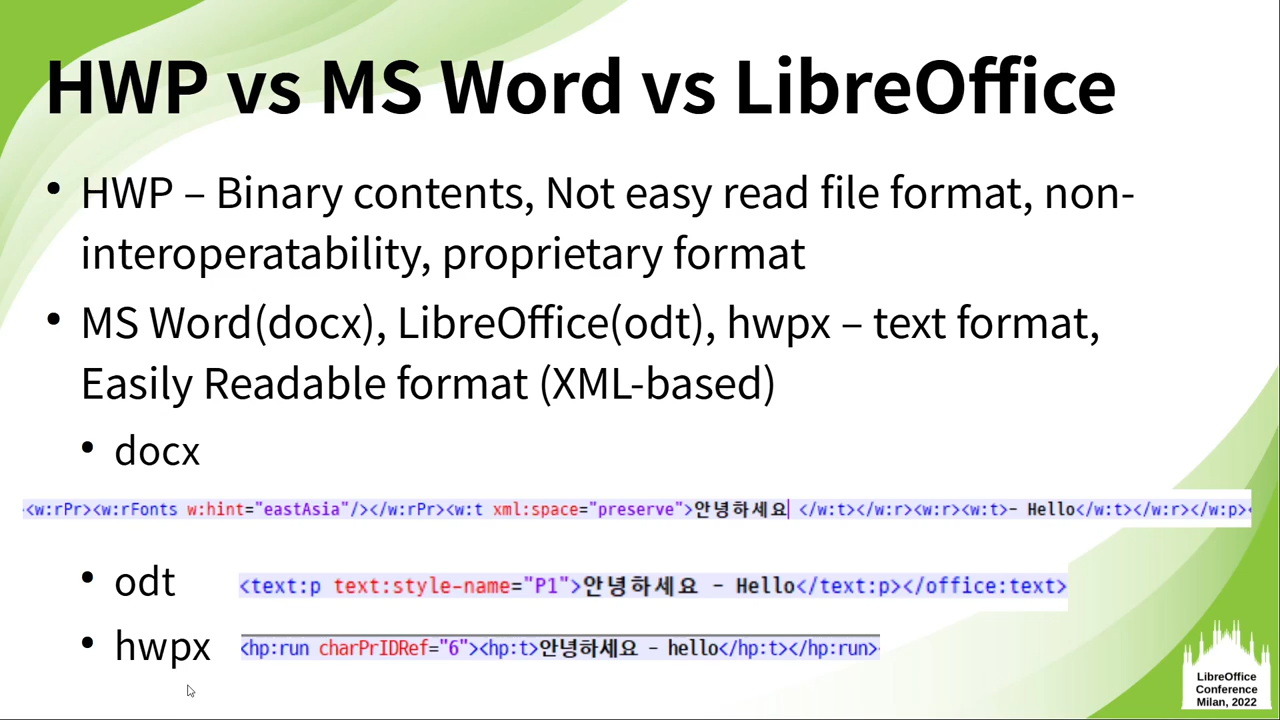 HWP vs MS Word vs LibreOffice
• HWP – Binary contents, Not easy read file format, non-
interoperatability, proprietary format
• MS Word(docx), LibreOffice(odt), hwpx – text format,
Easily Readable format (XML-based)
• docx
<w:rPr><w:rFonts w:hint="eastAsia"/></w:rPr><w:t xml:space="preserve">안녕하세요 </w:t></w:r><w:r><w:t>- Hello</w:t></w:r></w:p>
• odt
<text:p text:style-name="P1">안녕하세요 - Hello</text:p></office:text>
• hwpx
<hp:run charPrIDRef="6"><hp:t>안녕하세요 - hello</hp:t></hp:run>
LibreOffice
Conference
Milan, 2022